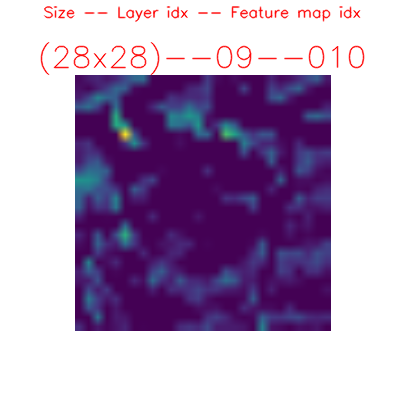 Size -- Layer idx -- Feature map idx
(28x28)--09--010